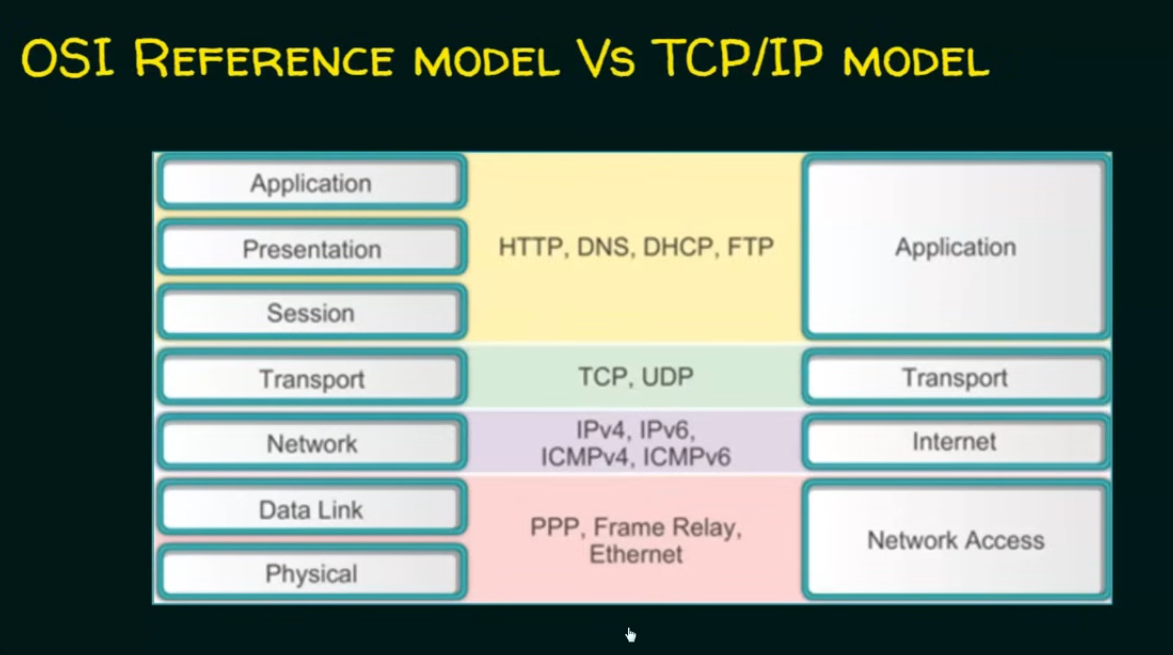 OSI REFERENCE MODEL VS TCP/IP MODEL
Application
Presentation
Session
Transport
Network
Data Link
Physical
HTTP, DNS, DHCP, FTP
TCP, UDP
IPv4, IPv6,
ICMPv4, ICMPv6
PPP, Frame Relay,
Ethernet
Application
Transport
Internet
Network Access